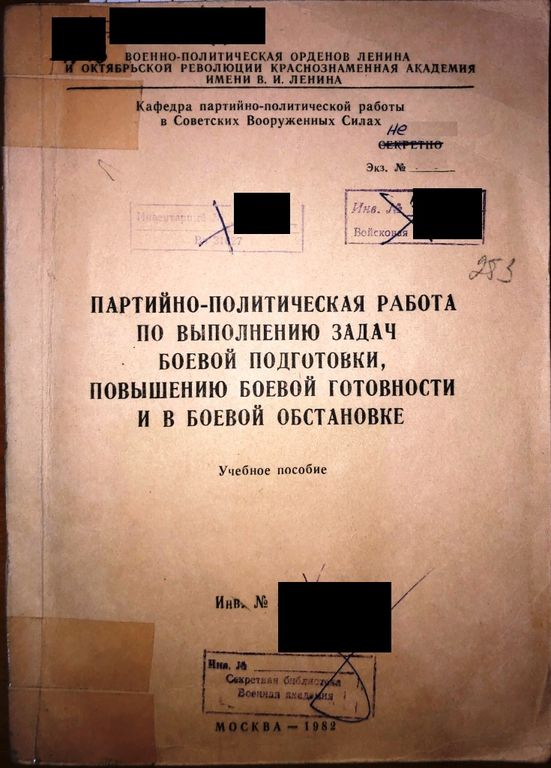 ВОЕННО-ПОЛИТИЧЕСКАЯ ОРДЕНОВ ЛЕНИНА
И ОКТЯБРЬСКОЙ РЕВОЛЮЦИИ КРАСНОЗНАМЕННАЯ АКАДЕМИЯ
ИМЕНИ В. И. ЛЕНИНА
Кафедра партийно-политической работы
в Советских Вооруженных Силах
не
СЕКРЕТНО
Экз. №
Инв. №
Войсковая
283
ПАРТИЙНО-ПОЛИТИЧЕСКАЯ РАБОТА
ПО ВЫПОЛНЕНИЮ ЗАДАЧ
БОЕВОЙ ПОДГОТОВКИ,
ПОВЫШЕНИЮ БОЕВОЙ ГОТОВНОСТИ
И В БОЕВОЙ ОБСТАНОВКЕ
Учебное пособие
Инв. №
Инв. №
Секретная библиотека
Военная академия
МОСКВА — 1982